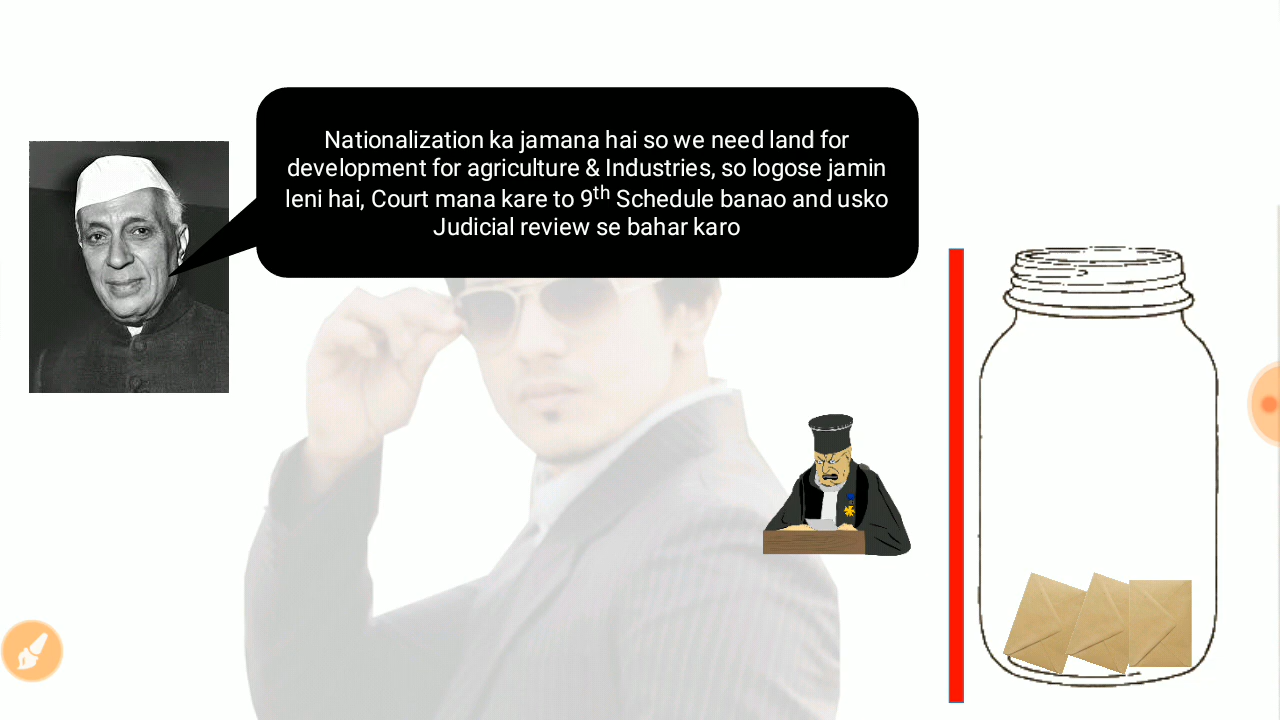 Nationalization ka jamana hai so we need land for
development for agriculture & Industries, so logose jamin
leni hai, Court mana kare to 9th Schedule banao and usko
Judicial review se bahar karo